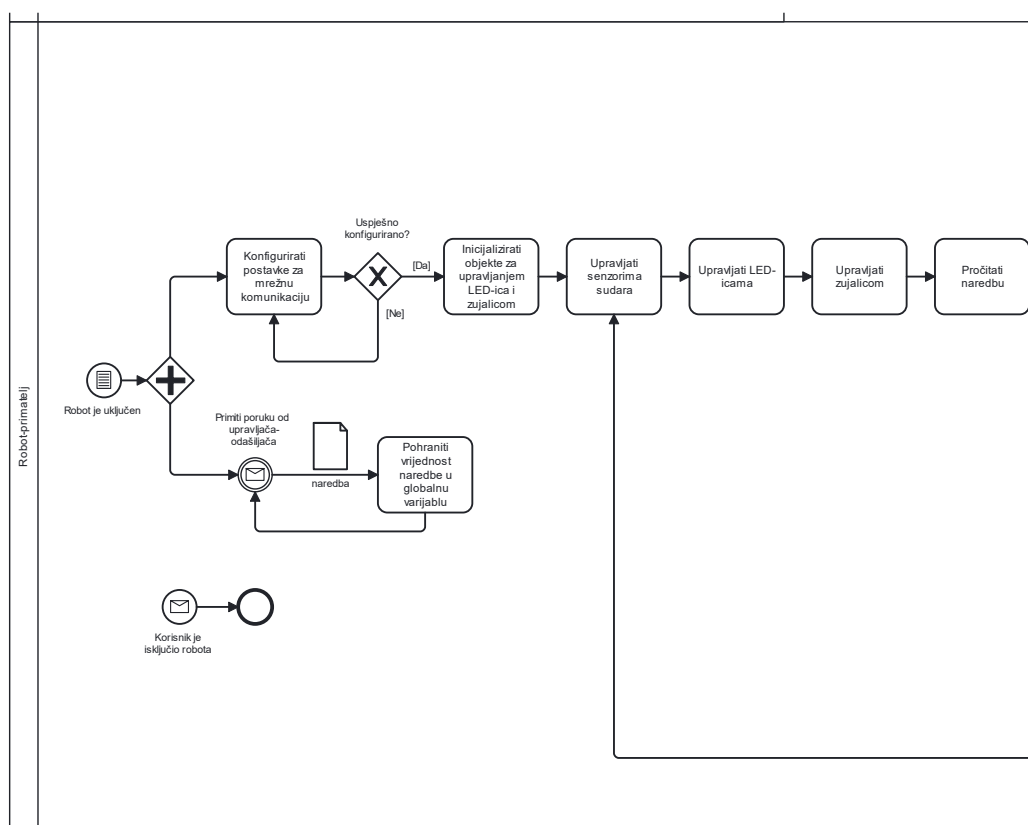 Robot-primatelj
Robot je uključen
Konfigurirati
postavke za
mrežnu
komunikaciju
Uspješno
konfigurirano?
[Da]
[Ne]
Inicijalizirati
objekte za
upravljanjem
LED-ica i
zujalicom
Upravljati
senzorima
sudara
Upravljati LED-
icama
Upravljati
zujalicom
Pročitati
naredbu
Primiti poruku od
upravljača-
odašiljača
naredba
Pohraniti
vrijednost
naredbe u
globalnu
varijablu
Korisnik je
isključio robota